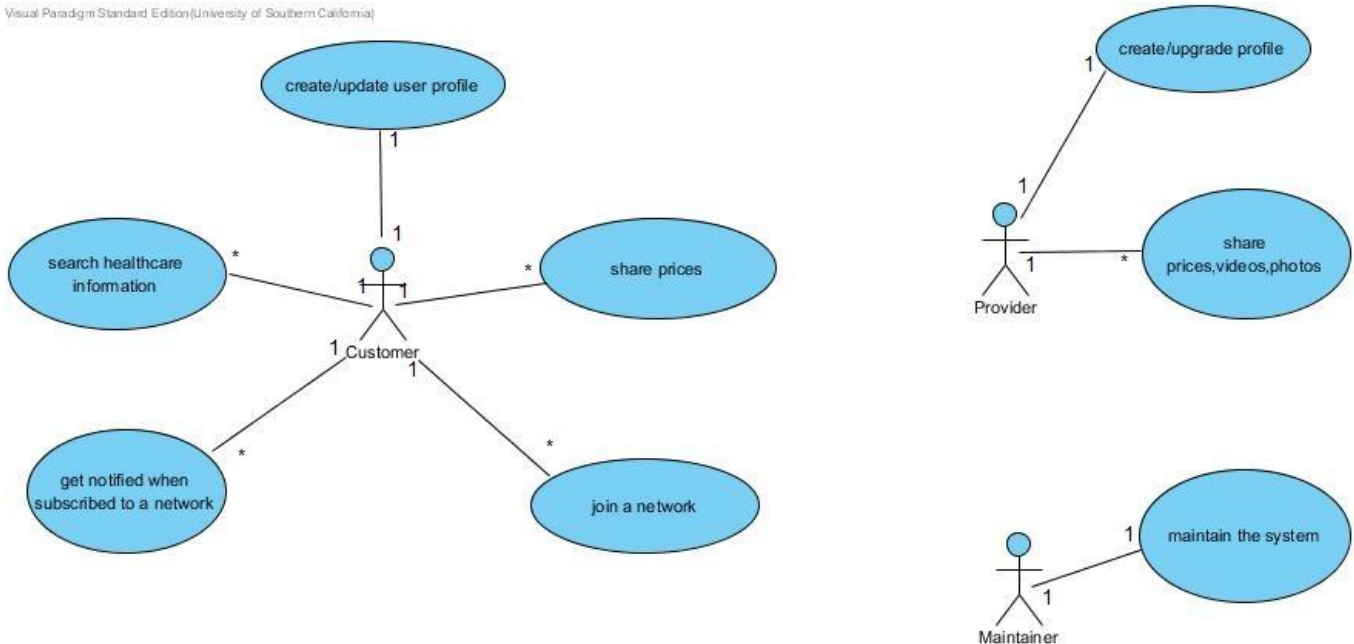 Visual Paradigm Standard Edition(University of Southern California)
create/update user profile
1
1
search healthcare
information
*
1
share prices
*
1
Customer
get notified when
subscribed to a network
*
1
join a network
*
1
create/upgrade profile
1
1
share
prices,videos,photos
*
1
Provider
maintain the system
1
1
Maintainer